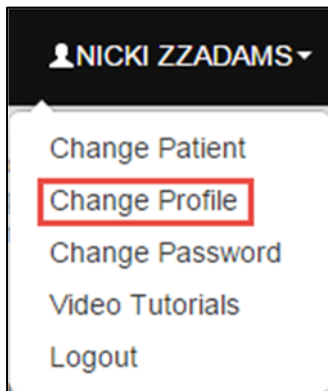 NICKI ZZADAMS
Change Patient
Change Profile
Change Password
Video Tutorials
Logout